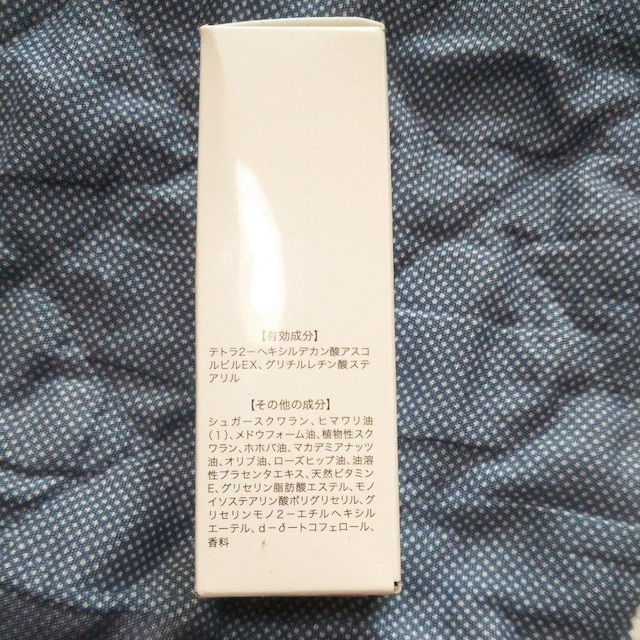 【有効成分】
テトラ2ーヘキシルデカン酸アスコ
ルビルEX、グリチルレチン酸ステ
アリル
【その他の成分】
シュガースクワラン、ヒマワリ油
(1)、メドウフォーム油、植物性スク
ワラン、ホホバ油、マカデミアナッツ
油、オリブ油、ローズヒップ油、油溶
性プラセンタエキス、天然ビタミン
E、グリセリン脂肪酸エステル、モノ
イソステアリン酸ポリグリセリル、グ
リセリンモノ2ーエチルヘキシル
エーテル、dーδートコフェロール、
香料